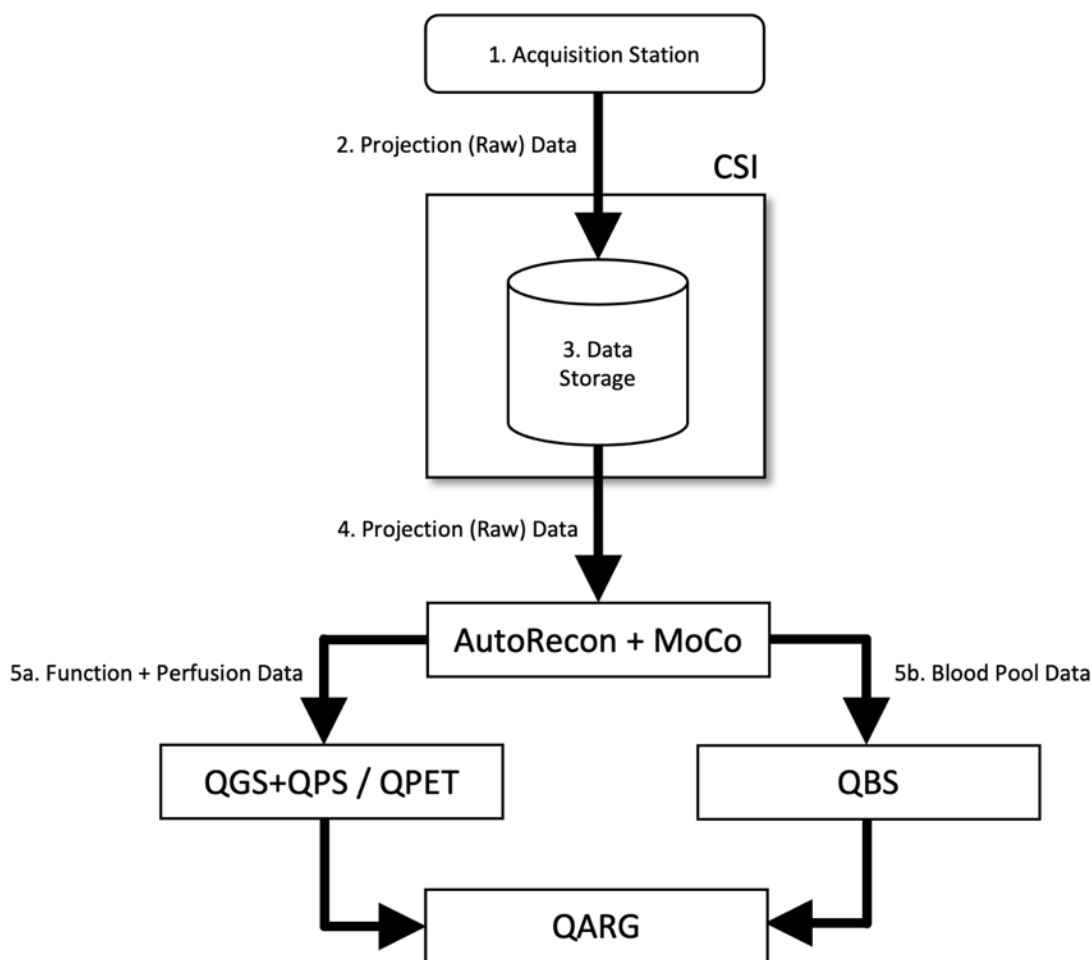 1. Acquisition Station
2. Projection (Raw) Data
CSI
3. Data
Storage
4. Projection (Raw) Data
AutoRecon + MoCo
5a. Function + Perfusion Data
5b. Blood Pool Data
QGS+QPS / QPET
QBS
QARG